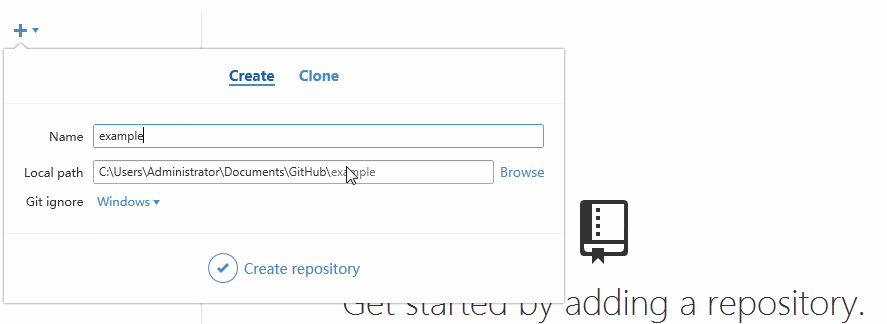 Create Clone
Name example
Local path C:\Users\Administrator\Documents\GitHub\example Browse
Git ignore Windows
Create repository
Get started by adding a repository.